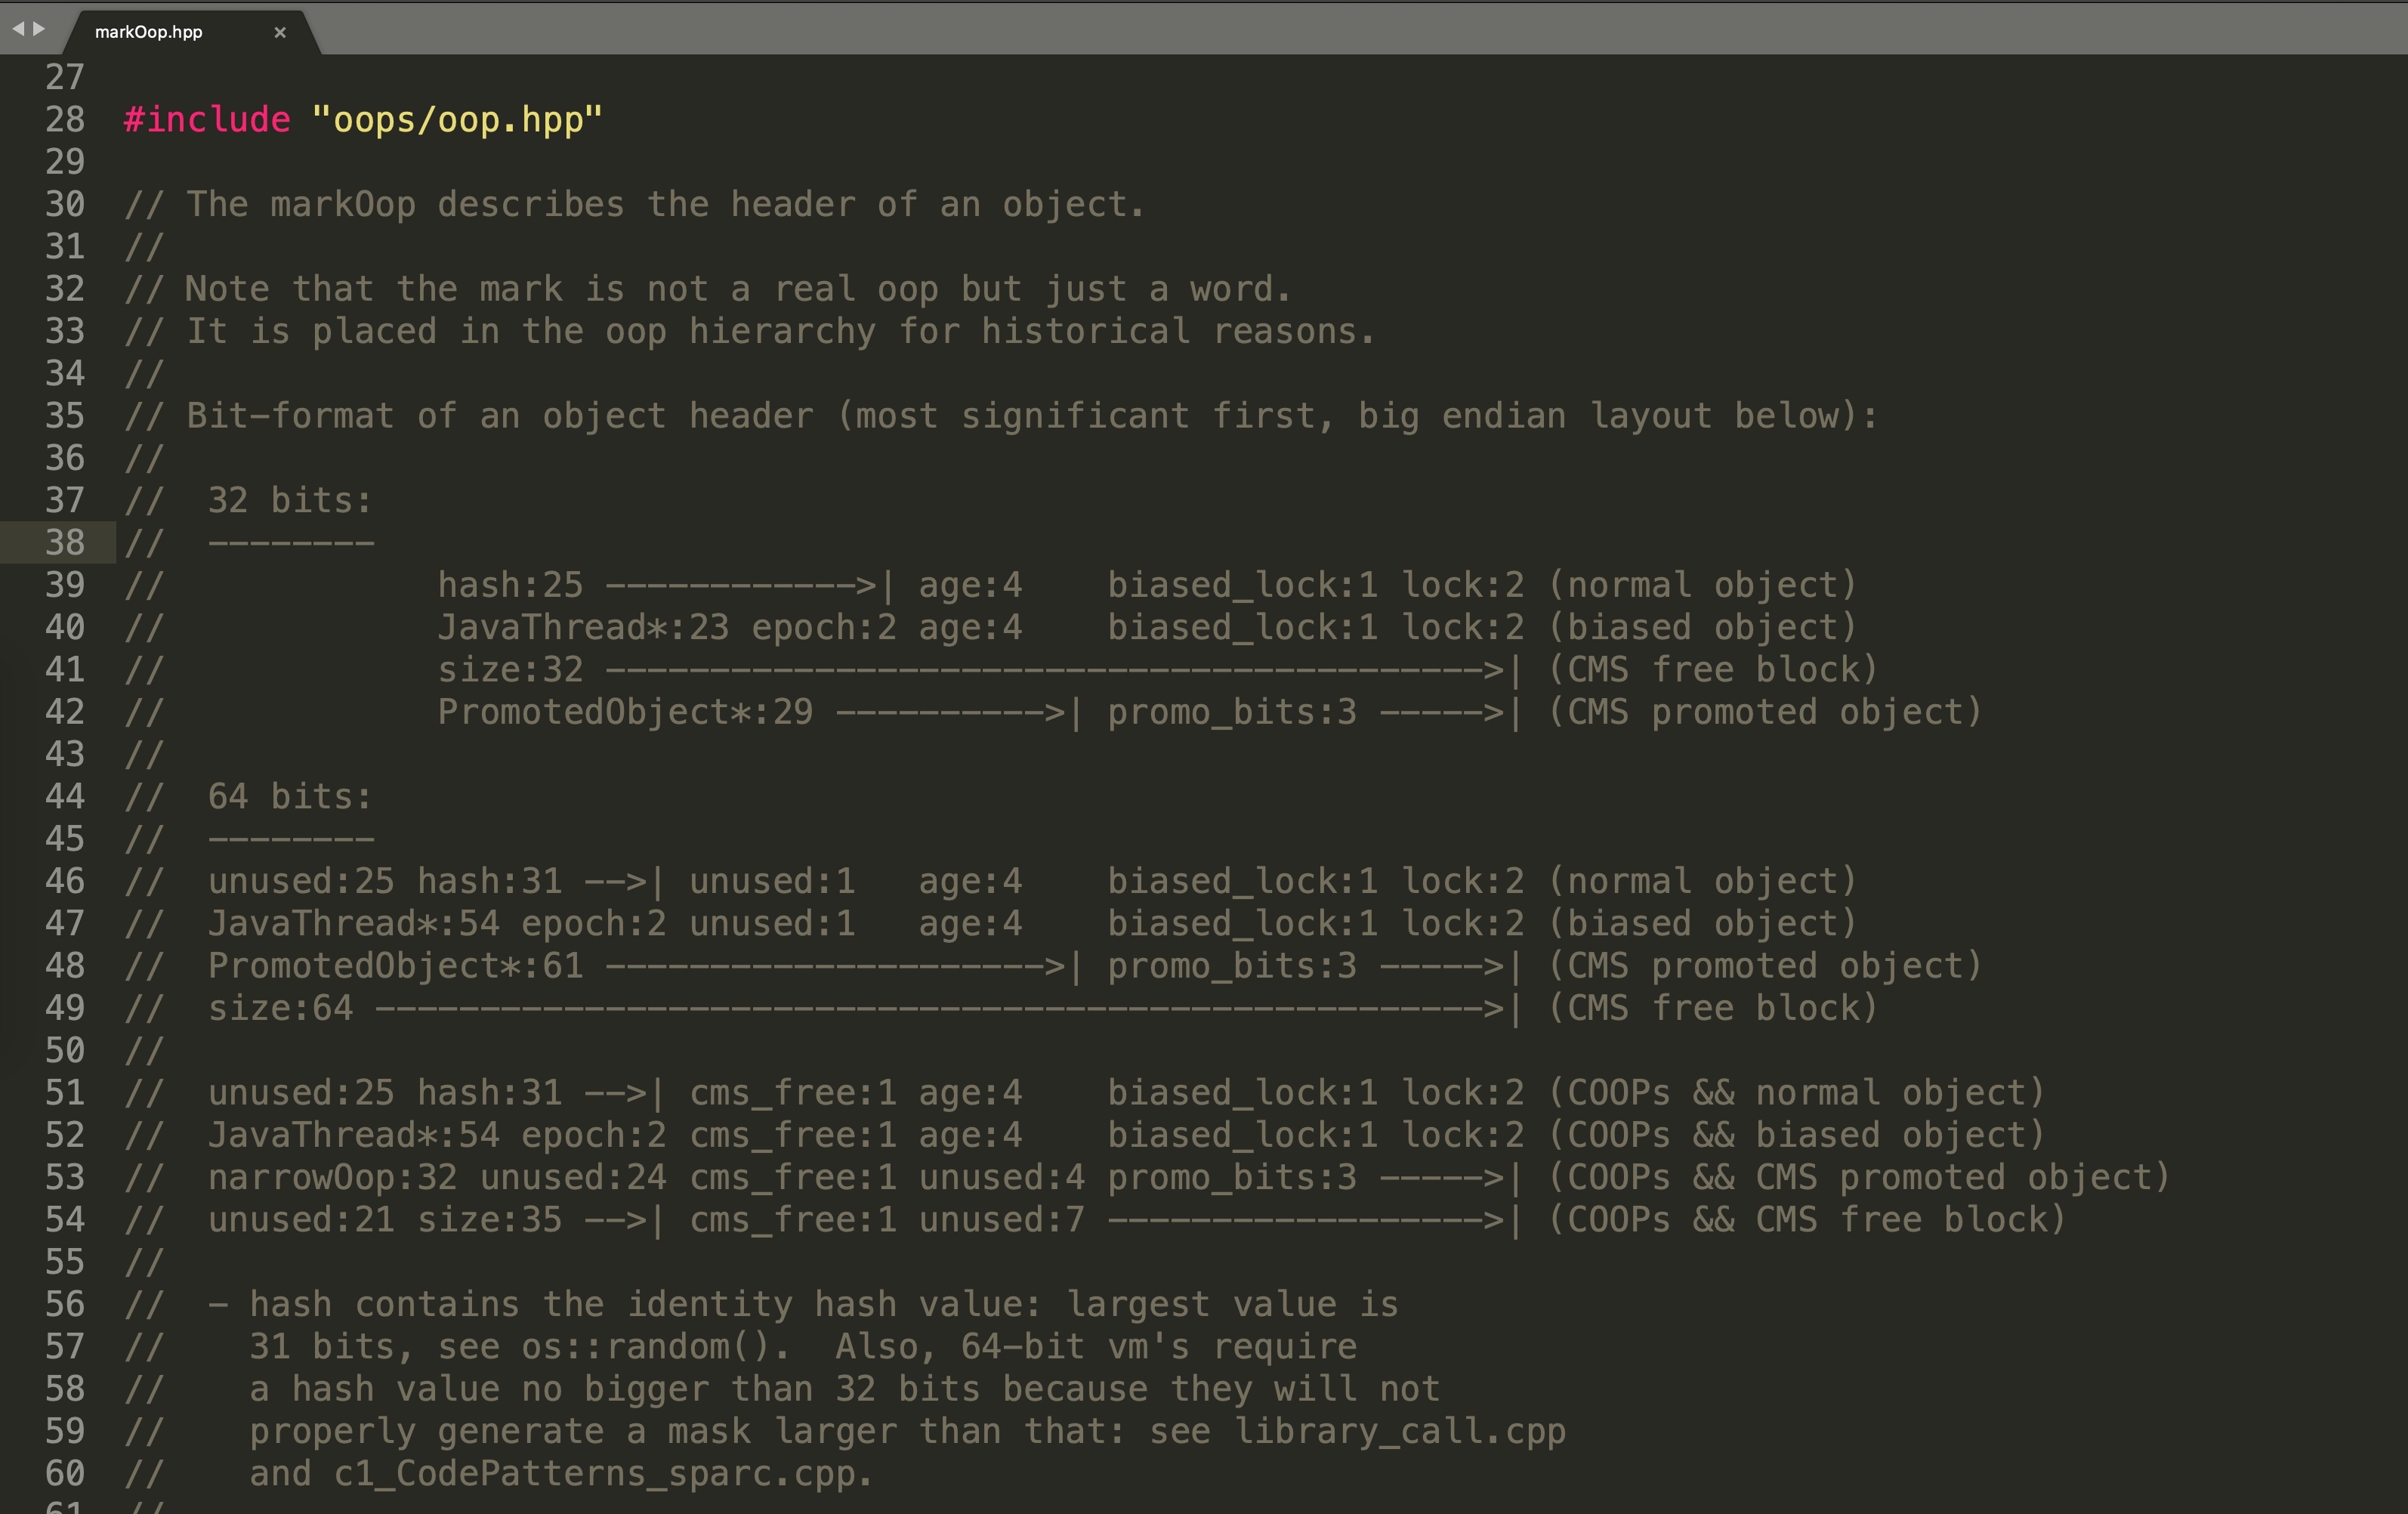 markOop.hpp ×
27
28 #include "oops/oop.hpp"
29
30 // The markOop describes the header of an object.
31 //
32 // Note that the mark is not a real oop but just a word.
33 // It is placed in the oop hierarchy for historical reasons.
34 //
35 // Bit-format of an object header (most significant first, big endian layout below):
36 //
37 //  32 bits:
38 //  --------
39 //             hash:25 ------------>| age:4    biased_lock:1 lock:2 (normal object)
40 //             JavaThread*:23 epoch:2 age:4    biased_lock:1 lock:2 (biased object)
41 //             size:32 ------------------------------------------>| (CMS free block)
42 //             PromotedObject*:29 ---------->| promo_bits:3 ----->| (CMS promoted object)
43 //
44 //  64 bits:
45 //  --------
46 //  unused:25 hash:31 -->| unused:1   age:4    biased_lock:1 lock:2 (normal object)
47 //  JavaThread*:54 epoch:2 unused:1   age:4    biased_lock:1 lock:2 (biased object)
48 //  PromotedObject*:61 --------------------->| promo_bits:3 ----->| (CMS promoted object)
49 //  size:64 ----------------------------------------------------->| (CMS free block)
50 //
51 //  unused:25 hash:31 -->| cms_free:1 age:4    biased_lock:1 lock:2 (COOPs && normal object)
52 //  JavaThread*:54 epoch:2 cms_free:1 age:4    biased_lock:1 lock:2 (COOPs && biased object)
53 //  narrowOop:32 unused:24 cms_free:1 unused:4 promo_bits:3 ----->| (COOPs && CMS promoted object)
54 //  unused:21 size:35 -->| cms_free:1 unused:7 ------------------>| (COOPs && CMS free block)
55 //
56 //  - hash contains the identity hash value: largest value is
57 //    31 bits, see os::random().  Also, 64-bit vm's require
58 //    a hash value no bigger than 32 bits because they will not
59 //    properly generate a mask larger than that: see library_call.cpp
60 //    and c1_CodePatterns_sparc.cpp.
61 //